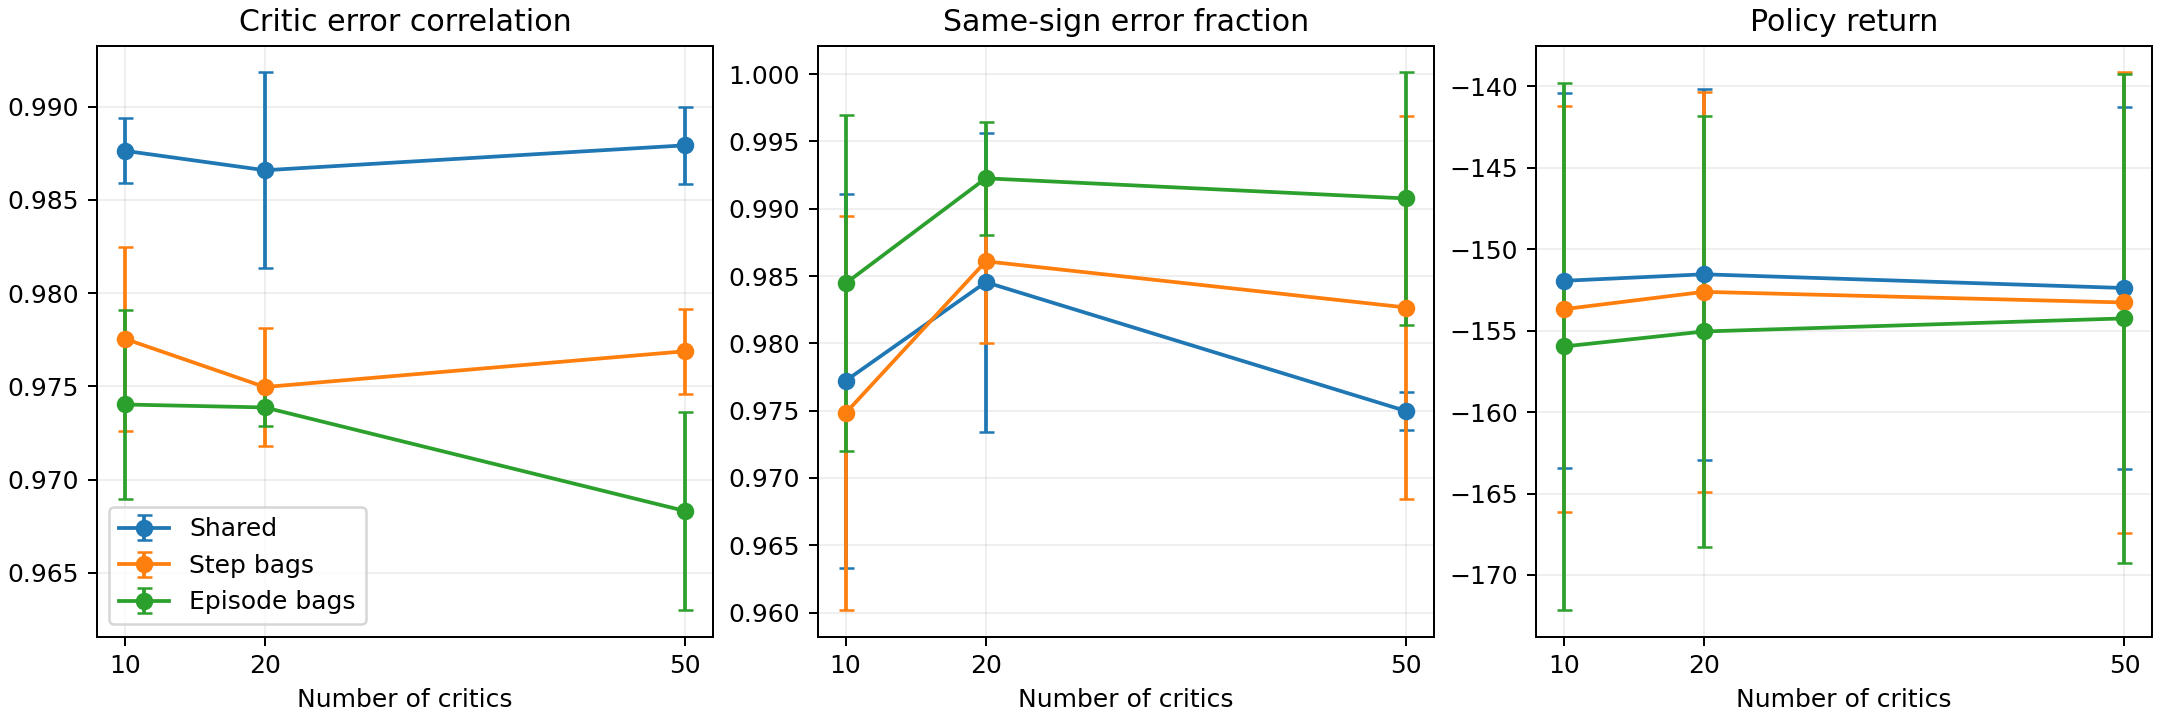 Critic error correlation
0.990
0.985
0.980
0.975
0.970
0.965
Shared
Step bags
Episode bags
10 20 50
Number of critics
Same-sign error fraction
1.000
0.995
0.990
0.985
0.980
0.975
0.970
0.965
0.960
10 20 50
Number of critics
Policy return
−140
−145
−150
−155
−160
−165
−170
10 20 50
Number of critics